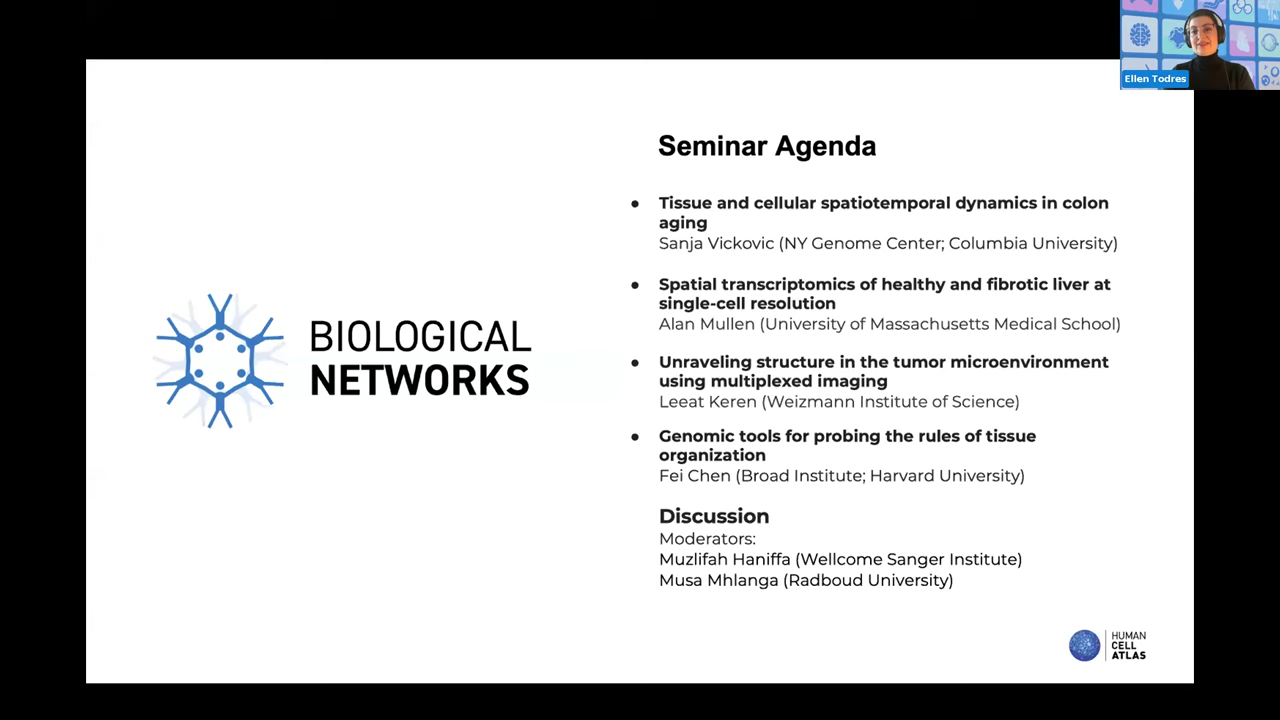 Ellen Todres
Seminar Agenda
● Tissue and cellular spatiotemporal dynamics in colon
aging
Sanja Vickovic (NY Genome Center; Columbia University)
● Spatial transcriptomics of healthy and fibrotic liver at
single-cell resolution
Alan Mullen (University of Massachusetts Medical School)
● Unraveling structure in the tumor microenvironment
using multiplexed imaging
Leeat Keren (Weizmann Institute of Science)
● Genomic tools for probing the rules of tissue
organization
Fei Chen (Broad Institute; Harvard University)
Discussion
Moderators:
Muzlifah Haniffa (Wellcome Sanger Institute)
Musa Mhlanga (Radboud University)
BIOLOGICAL
NETWORKS
HUMAN
CELL
ATLAS